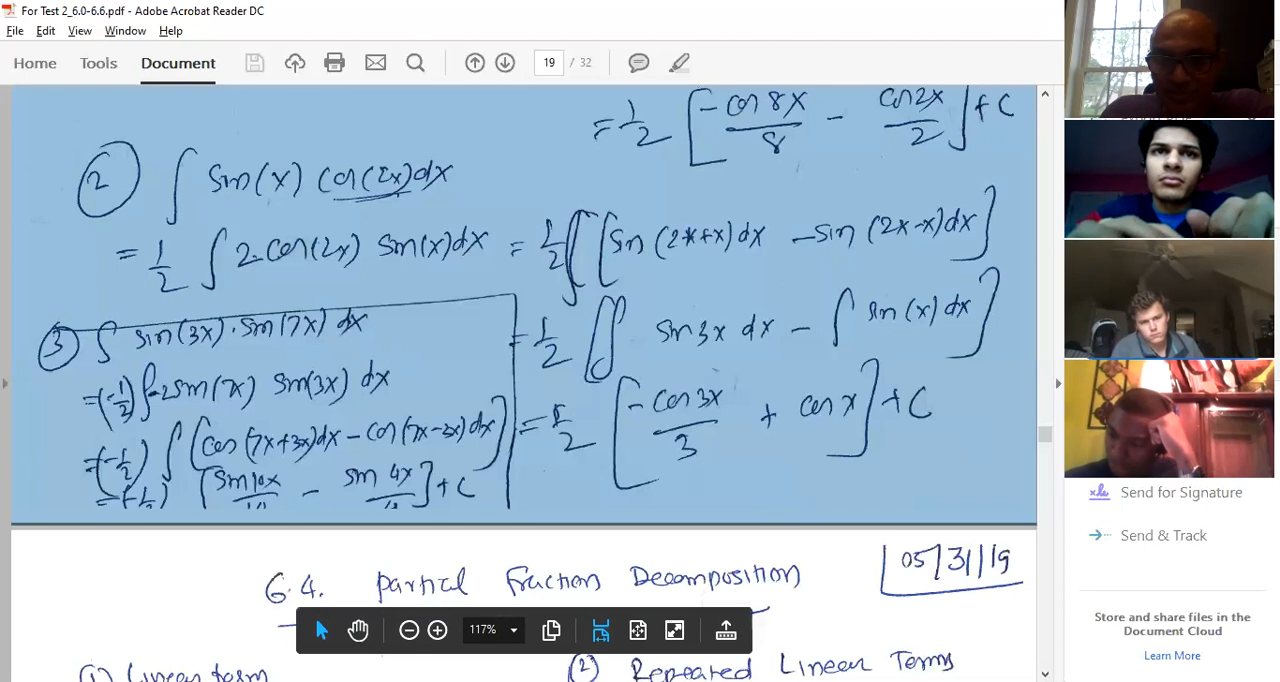 For Test 2_6.0-6.6.pdf - Adobe Acrobat Reader DC
File Edit View Window Help
Home Tools Document 19 / 32
= 1/2 [ -cos 8x/8 - cos 2x/2 ] + C
② ∫ sin(x) cos(2x) dx
= 1/2 ∫ 2 cos(2x) sin(x) dx = 1/2 ∫ [ sin (2x+x) dx - sin (2x-x) dx ]
= 1/2 [ ∫ sin 3x dx - ∫ sin(x) dx ]
= 1/2 [ -cos 3x/3 + cos x ] + C
③ ∫ sin(3x) · sin(7x) dx
= (-1/2) ∫ -2 sin(7x) sin(3x) dx
= (-1/2) ∫ [ cos (7x+3x) dx - cos (7x-3x) dx ]
= (-1/2) [ sin 10x/10 - sin 4x/4 ] + C
6.4. Partial Fraction Decomposition
05/31/19
117%
(1) Linear term
(2) Repeated Linear Terms
Send for Signature
Send & Track
Store and share files in the
Document Cloud
Learn More